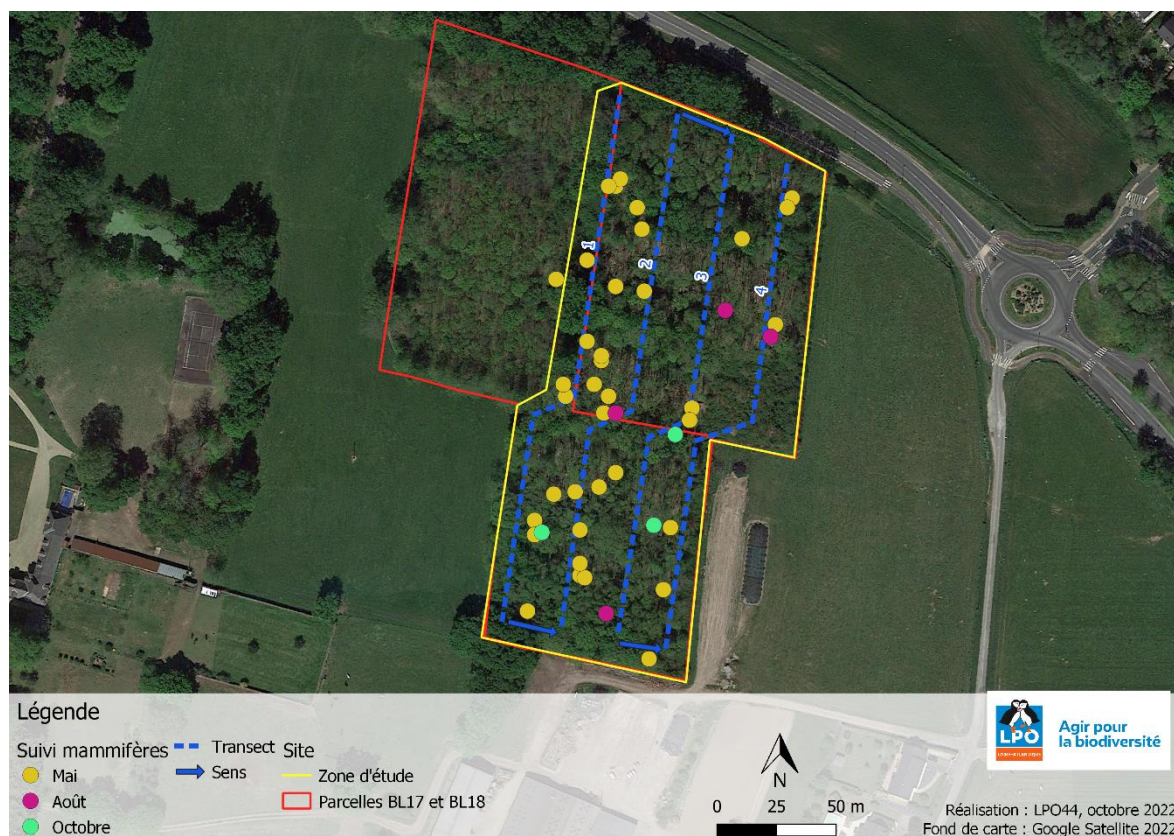 1
2
3
4
Légende
Suivi mammifères
Mai
Août
Octobre
Transect
Sens
Site
Zone d'étude
Parcelles BL17 et BL18
N
0 25 50 m
LPO
Agir pour
la biodiversité
Réalisation : LPO44, octobre 2022
Fond de carte : Google Satellite 2022